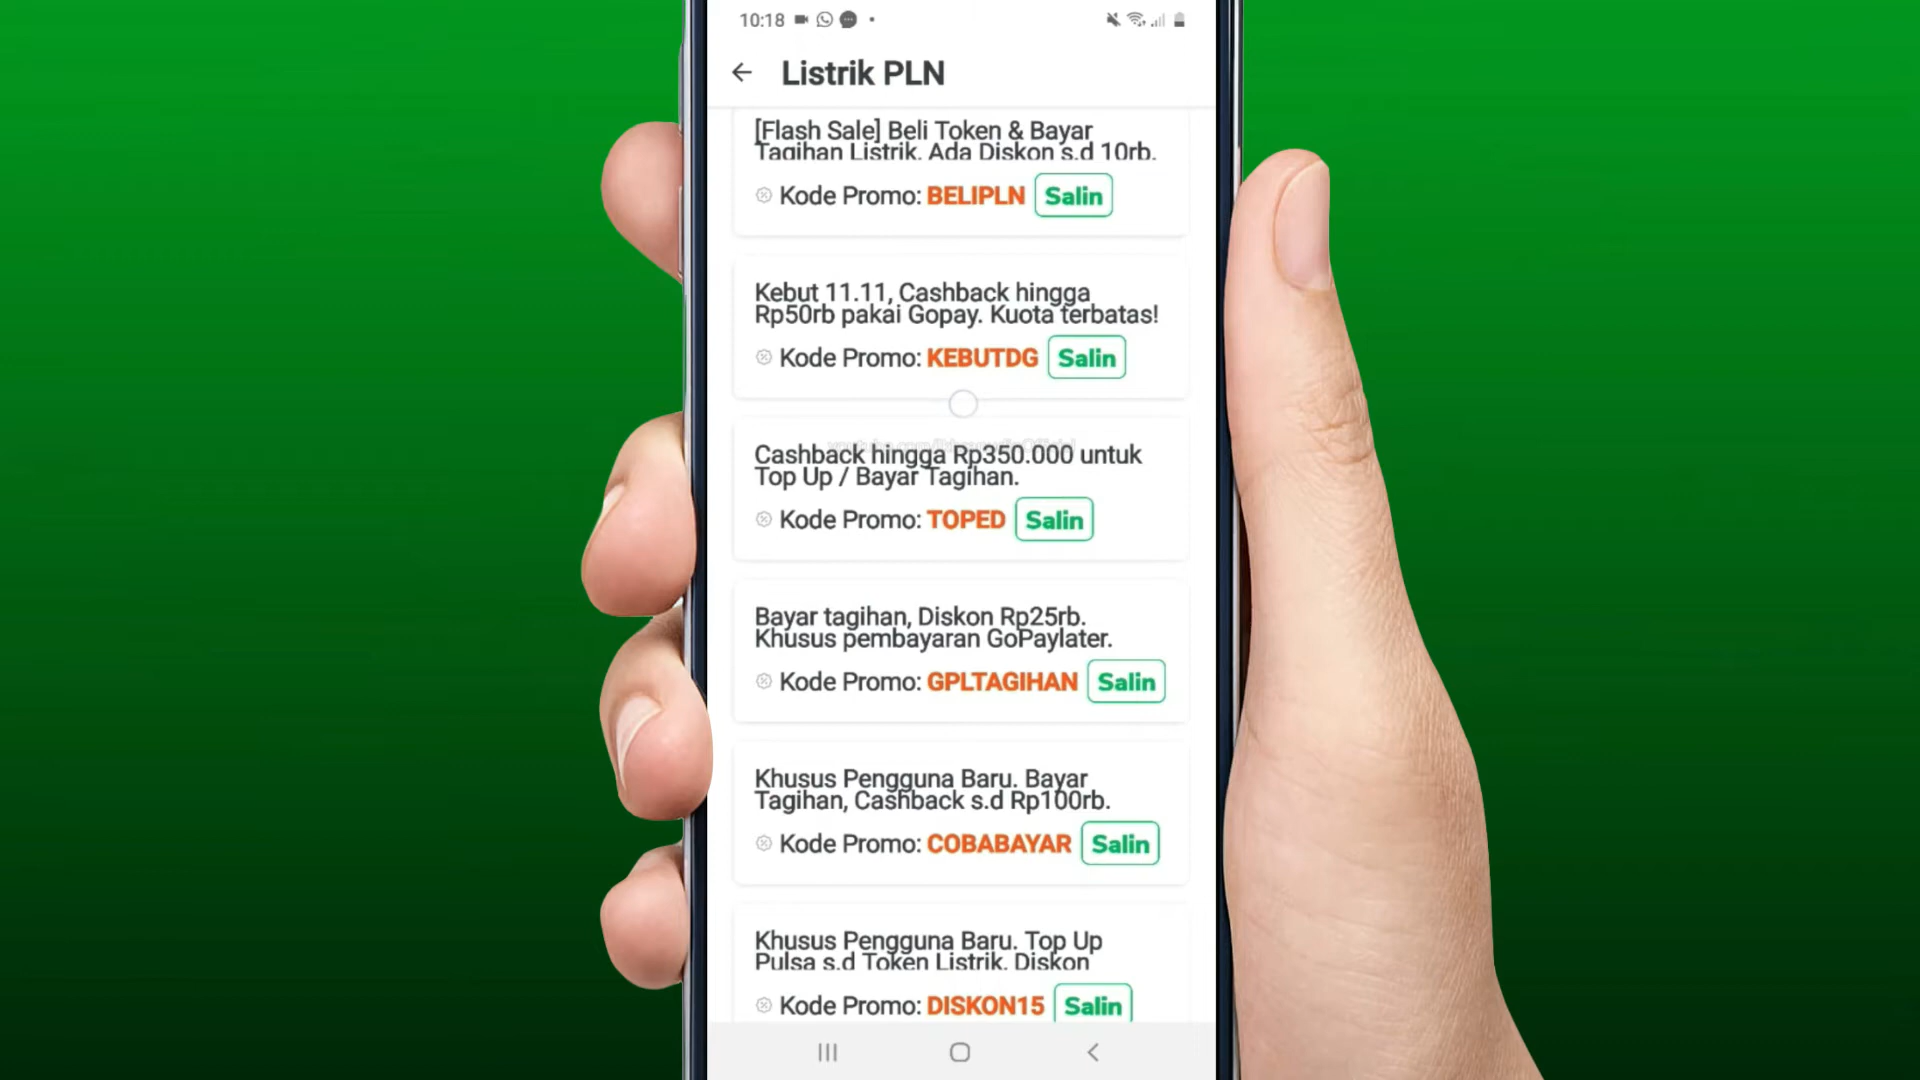 10:18
Listrik PLN
[Flash Sale] Beli Token & Bayar
Tagihan Listrik. Ada Diskon s.d 10rb.
Kode Promo: BELIPLN Salin
Kebut 11.11, Cashback hingga
Rp50rb pakai Gopay. Kuota terbatas!
Kode Promo: KEBUTDG Salin
Cashback hingga Rp350.000 untuk
Top Up / Bayar Tagihan.
Kode Promo: TOPED Salin
Bayar tagihan, Diskon Rp25rb.
Khusus pembayaran GoPaylater.
Kode Promo: GPLTAGIHAN Salin
Khusus Pengguna Baru. Bayar
Tagihan, Cashback s.d Rp100rb.
Kode Promo: COBABAYAR Salin
Khusus Pengguna Baru. Top Up
Pulsa s.d Token Listrik. Diskon
Kode Promo: DISKON15 Salin